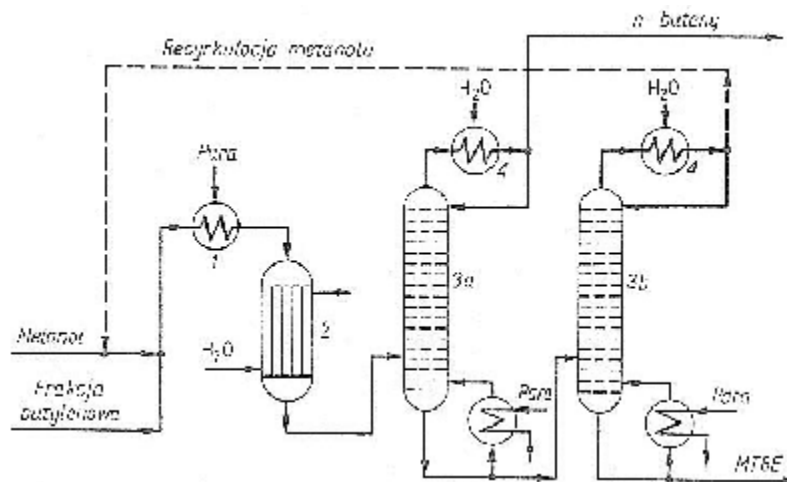 n-buteny
Recyrkulacja metanolu
H₂O
H₂O
4
4
Para
1
3a
3b
2
Metanol
H₂O
Frakcja
butylenowa
Para
Para
MTBE